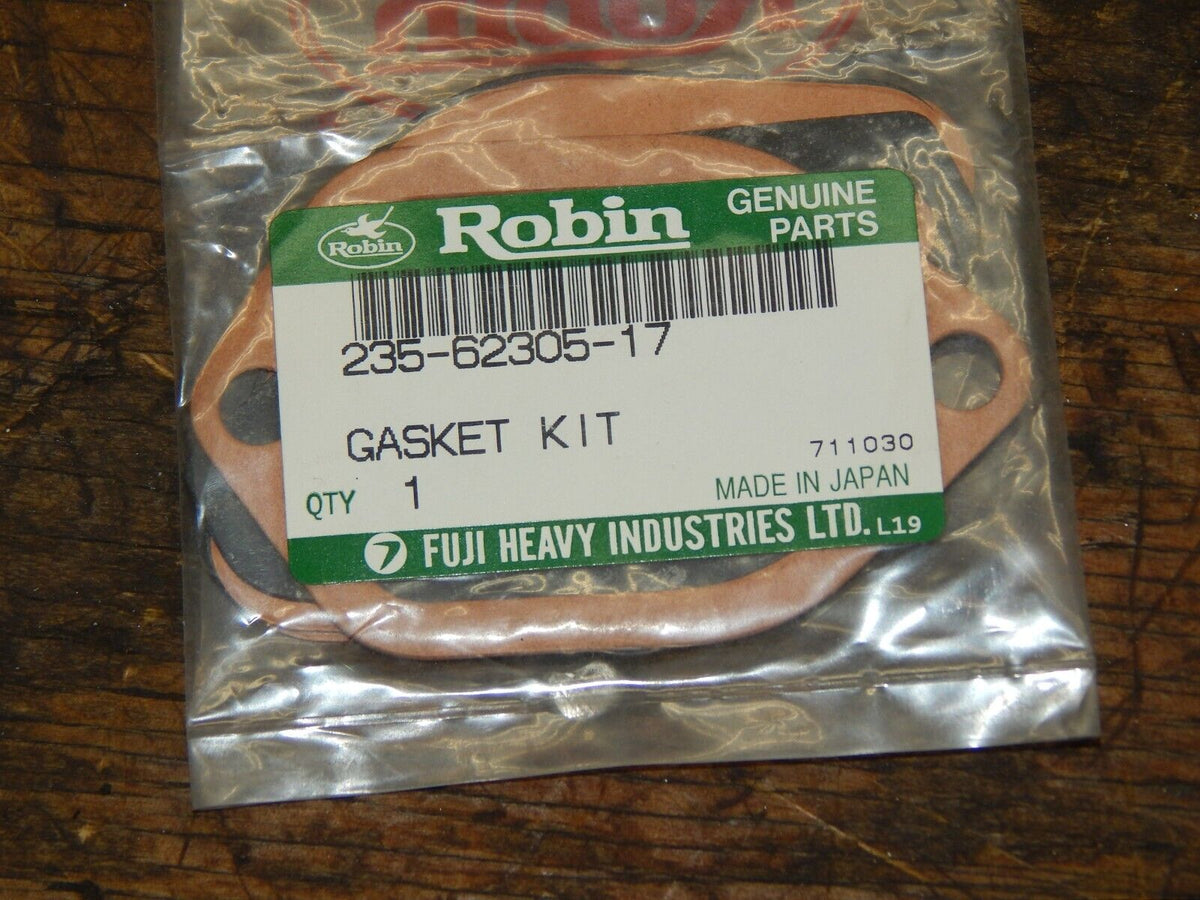 Robin
Robin
GENUINE
PARTS
235-62305-17
GASKET KIT
711030
QTY 1
MADE IN JAPAN
FUJI HEAVY INDUSTRIES LTD. L19